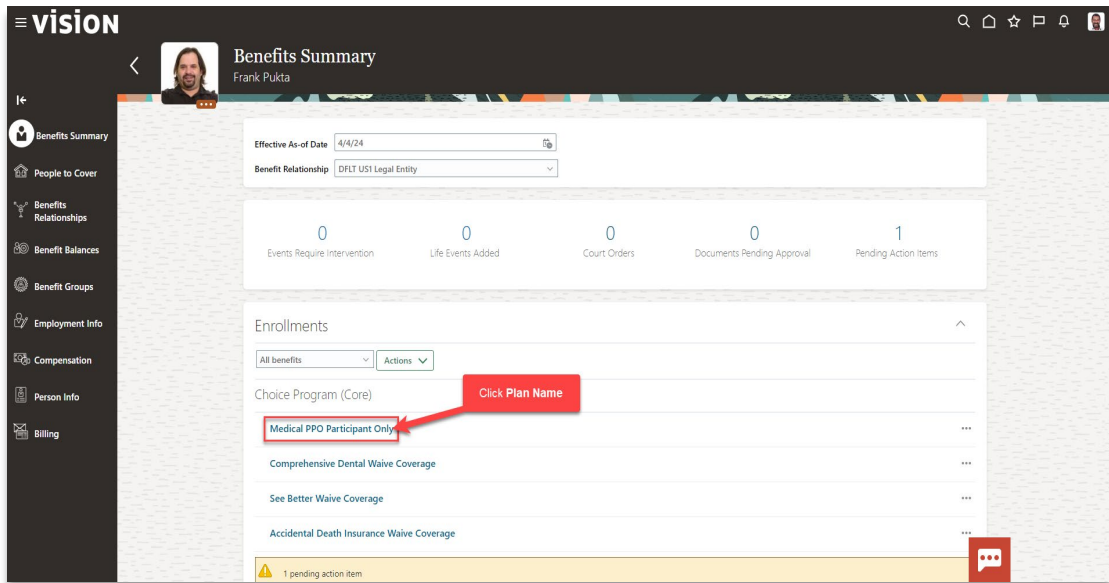 vision
Benefits Summary
Frank Pukta
Benefits Summary
People to Cover
Benefits
Relationships
Benefit Balances
Benefit Groups
Employment Info
Compensation
Person Info
Billing
Effective As-of Date 4/4/24
Benefit Relationship DFLT US1 Legal Entity
0 0 0 0 1
Events Require Intervention Life Events Added Court Orders Documents Pending Approval Pending Action Items
Enrollments
All benefits Actions
Choice Program (Core)
Click Plan Name
Medical PPO Participant Only
Comprehensive Dental Waive Coverage
See Better Waive Coverage
Accidental Death Insurance Waive Coverage
1 pending action item